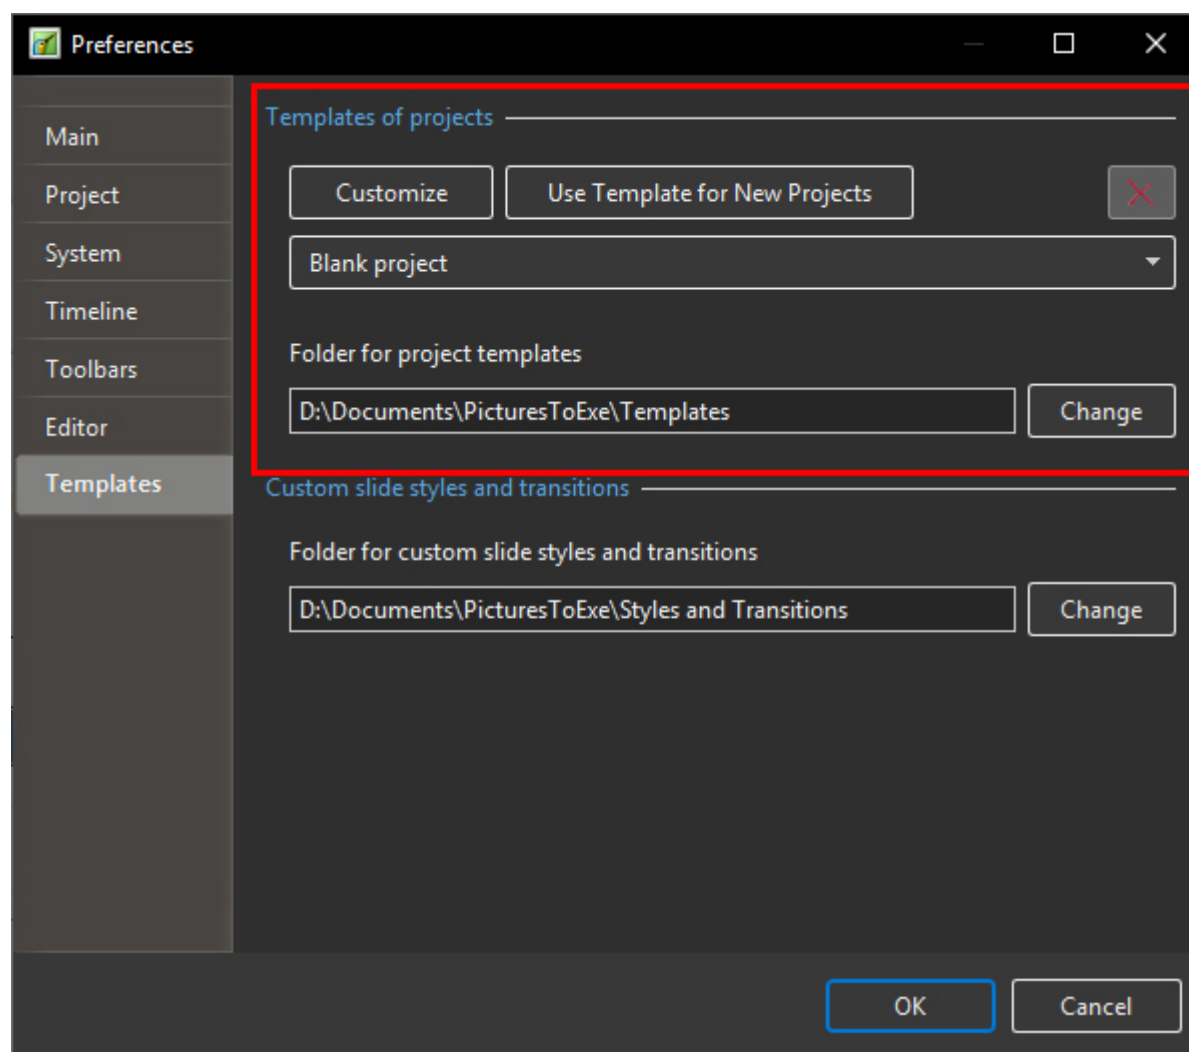 Preferences
Main
Project
System
Timeline
Toolbars
Editor
Templates
Templates of projects
Customize
Use Template for New Projects
Blank project
Folder for project templates
D:\Documents\PicturesToExe\Templates
Change
Custom slide styles and transitions
Folder for custom slide styles and transitions
D:\Documents\PicturesToExe\Styles and Transitions
Change
OK
Cancel